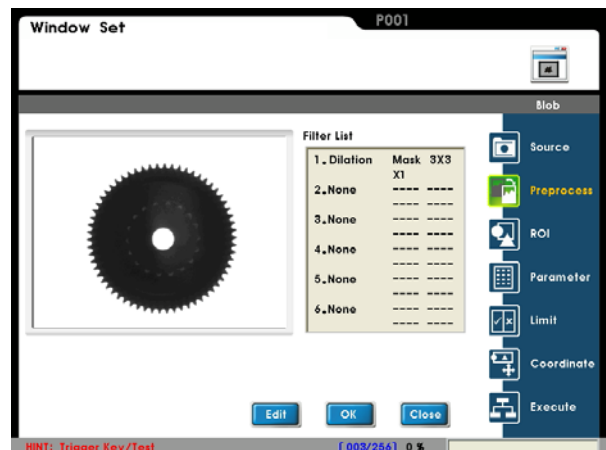 Window Set
P001
Blob
Filter List
1.Dilation Mask 3X3
X1
2.None ---- ----
---- ----
3.None ---- ----
---- ----
4.None ---- ----
---- ----
5.None ---- ----
---- ----
6.None ---- ----
---- ----
Source
Preprocess
ROI
Parameter
Limit
Coordinate
Execute
Edit OK Close
HINT: Trigger Key/Test [003/256] 0 %